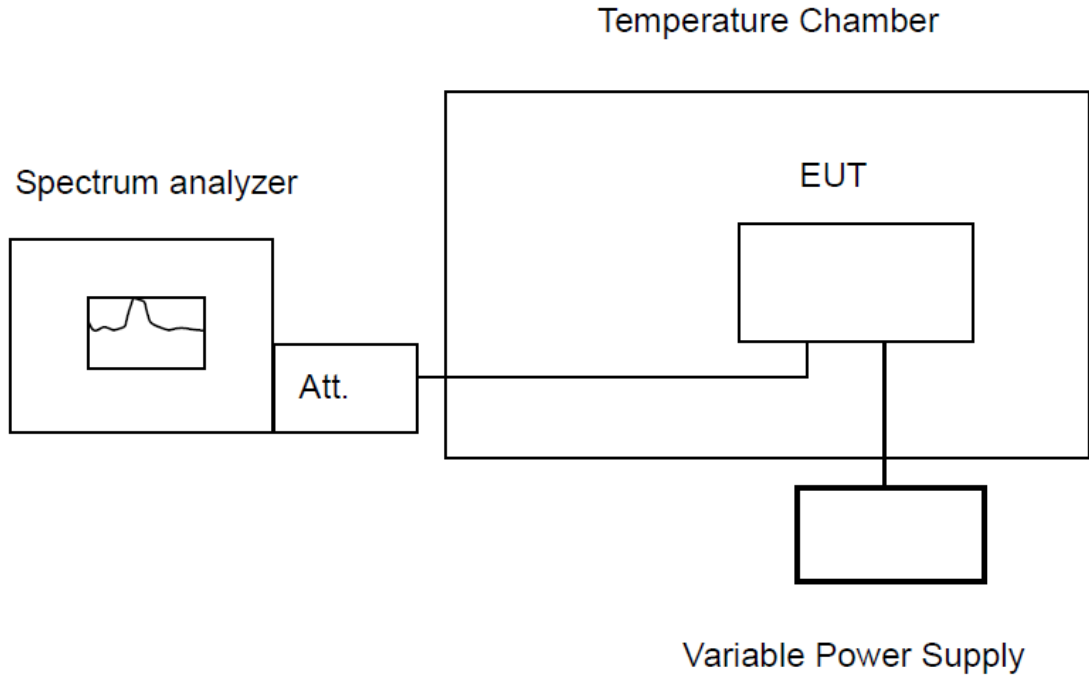 Temperature Chamber
Spectrum analyzer
EUT
Att.
Variable Power Supply